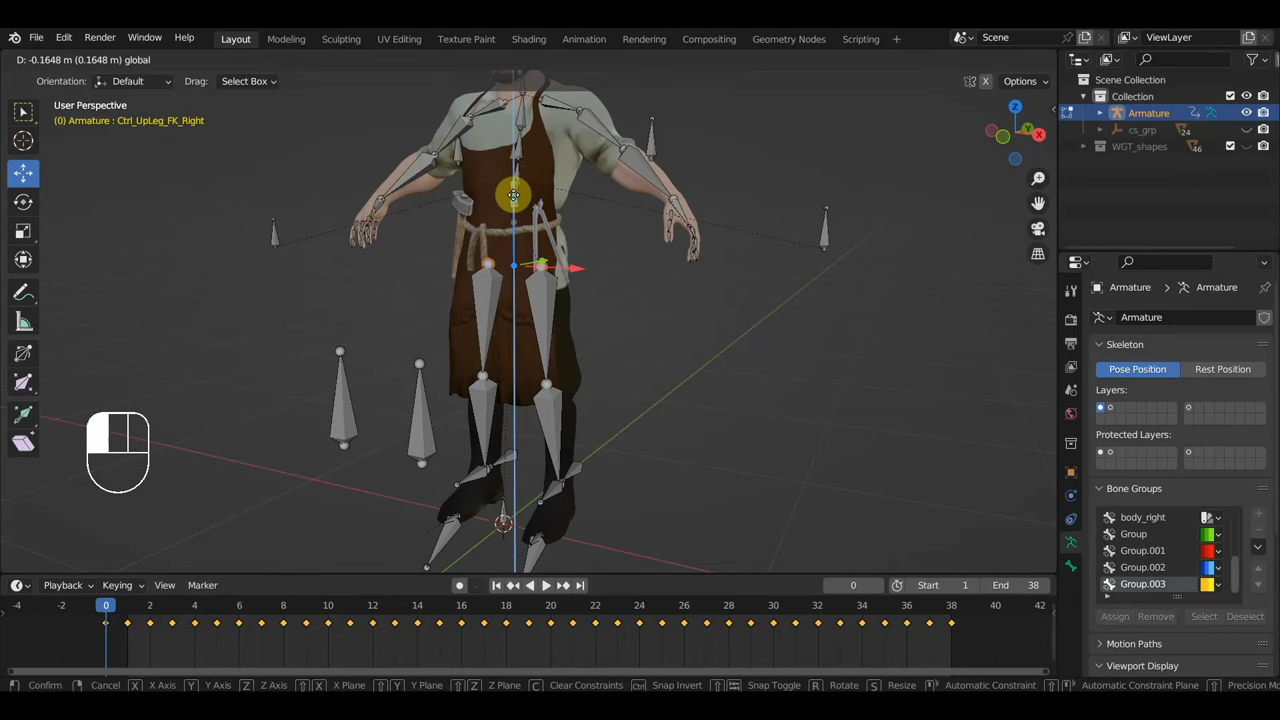 File Edit Render Window Help Layout Modeling Sculpting UV Editing Texture Paint Shading Animation Rendering Compositing Geometry Nodes Scripting + Scene ViewLayer
D: -0.1648 m (0.1648 m) global
Orientation: Default Drag: Select Box X Options
User Perspective
(0) Armature : Ctrl_UpLeg_FK_Right
Z
Y
X
Scene Collection
Collection
Armature
cs_grp 24
WGT_shapes 46
Armature Armature
Armature
Skeleton
Pose Position Rest Position
Layers:
Protected Layers:
Bone Groups
body_right
Group
Group.001
Group.002
Group.003
Assign Remove Select Deselect
Motion Paths
Viewport Display
Playback Keying View Marker 0 Start 1 End 38
-4 -2 0 2 4 6 8 10 12 14 16 18 20 22 24 26 28 30 32 34 36 38 40 42
Confirm Cancel X X Axis Y Y Axis Z Z Axis X X Plane Y Y Plane Z Z Plane C Clear Constraints Ctrl Snap Invert Snap Toggle R Rotate S Resize Automatic Constraint Automatic Constraint Plane Precision Mo